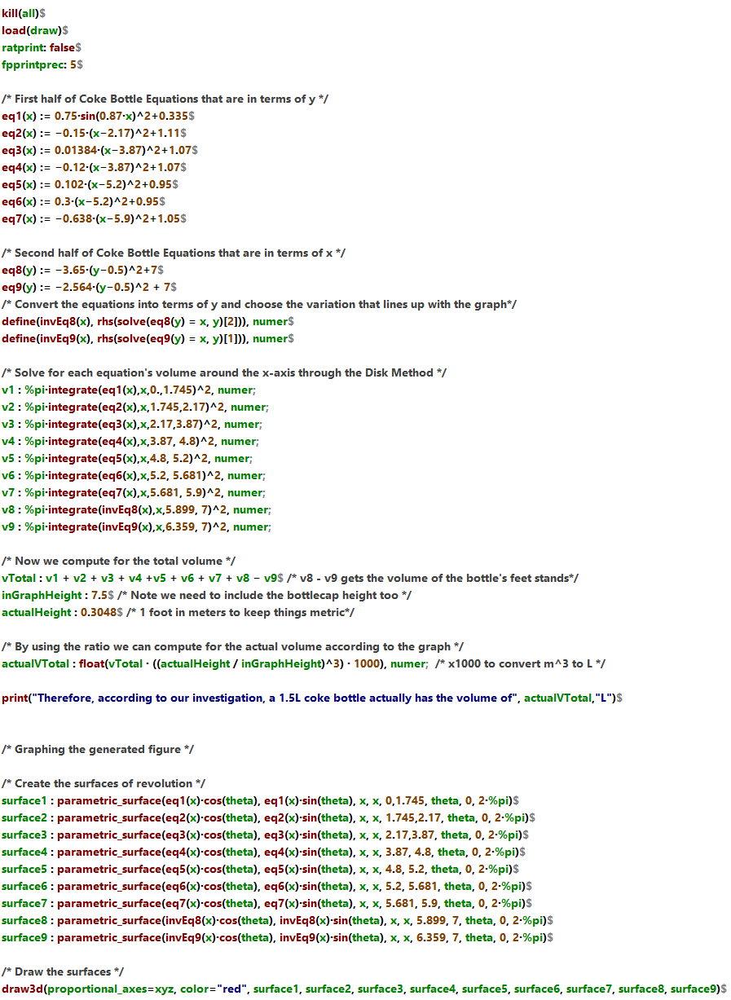 kill(all)$
load(draw)$
ratprint: false$
fpprintprec: 5$
/* First half of Coke Bottle Equations that are in terms of y */
eq1(x) := 0.75·sin(0.87·x)^2+0.335$
eq2(x) := −0.15·(x−2.17)^2+1.11$
eq3(x) := 0.01384·(x−3.87)^2+1.07$
eq4(x) := −0.12·(x−3.87)^2+1.07$
eq5(x) := 0.102·(x−5.2)^2+0.95$
eq6(x) := 0.3·(x−5.2)^2+0.95$
eq7(x) := −0.638·(x−5.9)^2+1.05$
/* Second half of Coke Bottle Equations that are in terms of x */
eq8(y) := −3.65·(y−0.5)^2+7$
eq9(y) := −2.564·(y−0.5)^2 + 7$
/* Convert the equations into terms of y and choose the variation that lines up with the graph*/
define(invEq8(x), rhs(solve(eq8(y) = x, y)[2])), numer$
define(invEq9(x), rhs(solve(eq9(y) = x, y)[1])), numer$
/* Solve for each equation's volume around the x-axis through the Disk Method */
v1 : %pi·integrate(eq1(x),x,0.,1.745)^2, numer;
v2 : %pi·integrate(eq2(x),x,1.745,2.17)^2, numer;
v3 : %pi·integrate(eq3(x),x,2.17,3.87)^2, numer;
v4 : %pi·integrate(eq4(x),x,3.87, 4.8)^2, numer;
v5 : %pi·integrate(eq5(x),x,4.8, 5.2)^2, numer;
v6 : %pi·integrate(eq6(x),x,5.2, 5.681)^2, numer;
v7 : %pi·integrate(eq7(x),x,5.681, 5.9)^2, numer;
v8 : %pi·integrate(invEq8(x),x,5.899, 7)^2, numer;
v9 : %pi·integrate(invEq9(x),x,6.359, 7)^2, numer;
/* Now we compute for the total volume */
vTotal : v1 + v2 + v3 + v4 +v5 + v6 + v7 + v8 − v9$ /* v8 - v9 gets the volume of the bottle's feet stands*/
inGraphHeight : 7.5$ /* Note we need to include the bottlecap height too */
actualHeight : 0.3048$ /* 1 foot in meters to keep things metric*/
/* By using the ratio we can compute for the actual volume according to the graph */
actualVTotal : float(vTotal · ((actualHeight / inGraphHeight)^3) · 1000), numer; /* x1000 to convert m^3 to L */
print("Therefore, according to our investigation, a 1.5L coke bottle actually has the volume of", actualVTotal,"L")$
/* Graphing the generated figure */
/* Create the surfaces of revolution */
surface1 : parametric_surface(eq1(x)·cos(theta), eq1(x)·sin(theta), x, x, 0,1.745, theta, 0, 2·%pi)$
surface2 : parametric_surface(eq2(x)·cos(theta), eq2(x)·sin(theta), x, x, 1.745,2.17, theta, 0, 2·%pi)$
surface3 : parametric_surface(eq3(x)·cos(theta), eq3(x)·sin(theta), x, x, 2.17,3.87, theta, 0, 2·%pi)$
surface4 : parametric_surface(eq4(x)·cos(theta), eq4(x)·sin(theta), x, x, 3.87, 4.8, theta, 0, 2·%pi)$
surface5 : parametric_surface(eq5(x)·cos(theta), eq5(x)·sin(theta), x, x, 4.8, 5.2, theta, 0, 2·%pi)$
surface6 : parametric_surface(eq6(x)·cos(theta), eq6(x)·sin(theta), x, x, 5.2, 5.681, theta, 0, 2·%pi)$
surface7 : parametric_surface(eq7(x)·cos(theta), eq7(x)·sin(theta), x, x, 5.681, 5.9, theta, 0, 2·%pi)$
surface8 : parametric_surface(invEq8(x)·cos(theta), invEq8(x)·sin(theta), x, x, 5.899, 7, theta, 0, 2·%pi)$
surface9 : parametric_surface(invEq9(x)·cos(theta), invEq9(x)·sin(theta), x, x, 6.359, 7, theta, 0, 2·%pi)$
/* Draw the surfaces */
draw3d(proportional_axes=xyz, color="red", surface1, surface2, surface3, surface4, surface5, surface6, surface7, surface8, surface9)$